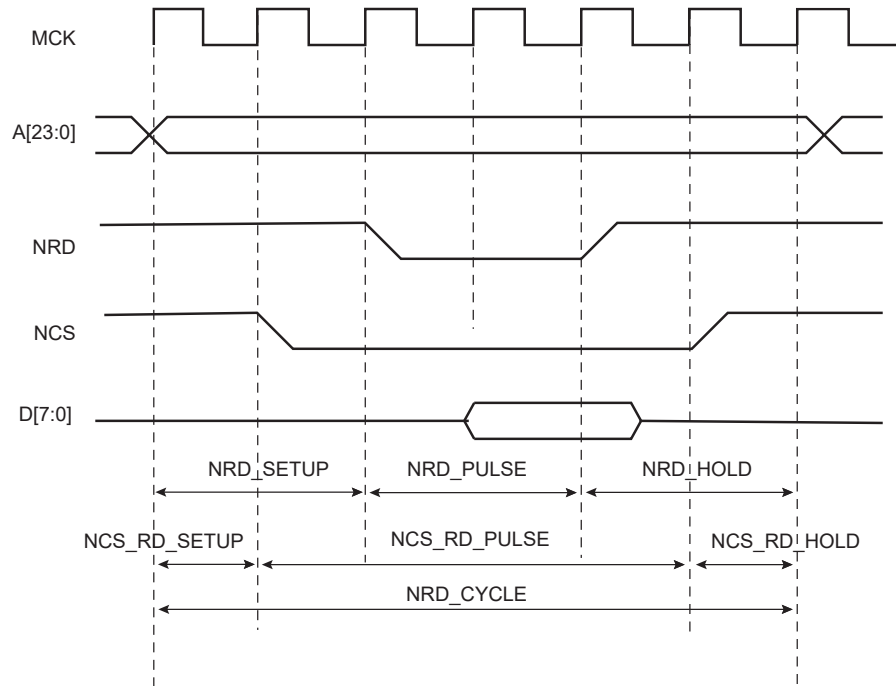 MCK
A[23:0]
NRD
NCS
D[7:0]
NRD_SETUP NRD_PULSE NRD_HOLD
NCS_RD_SETUP NCS_RD_PULSE NCS_RD_HOLD
NRD_CYCLE